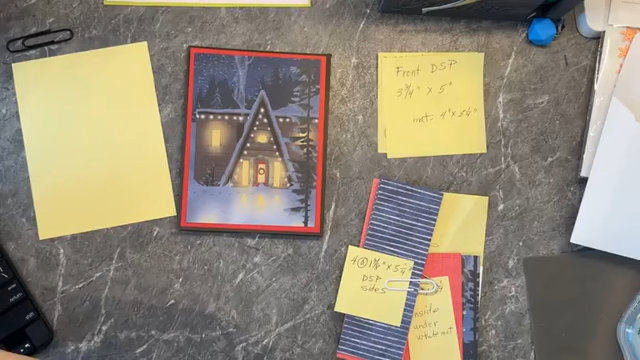 Front DSP
3 3/4" x 5"
mat - 4" x 5 1/4"
4 @ 1 3/4" x 5 1/4"
DSP
sides
inside
under